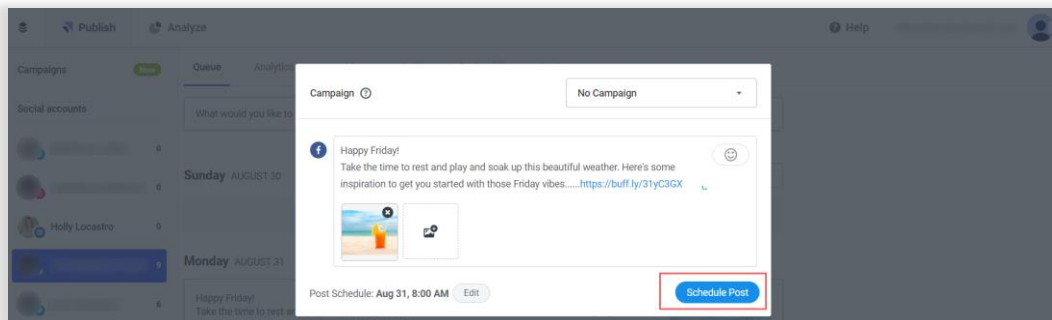 Publish
Analyze
Help
Campaigns
New
Queue
Analytics
Campaign
No Campaign
Social accounts
What would you like to
0
Happy Friday!
Take the time to rest and play and soak up this beautiful weather. Here's some
inspiration to get you started with those Friday vibes......https://buff.ly/31yC3GX
Sunday AUGUST 30
0
Holly Locastro
0
9
Monday AUGUST 31
Post Schedule: Aug 31, 8:00 AM
Edit
Schedule Post
6
Happy Friday!
Take the time to rest a